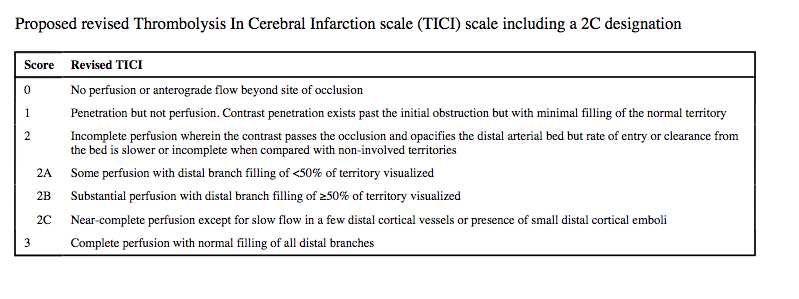 Proposed revised Thrombolysis In Cerebral Infarction scale (TICI) scale including a 2C designation
Score Revised TICI
0 No perfusion or anterograde flow beyond site of occlusion
1 Penetration but not perfusion. Contrast penetration exists past the initial obstruction but with minimal filling of the normal territory
2 Incomplete perfusion wherein the contrast passes the occlusion and opacifies the distal arterial bed but rate of entry or clearance from
the bed is slower or incomplete when compared with non-involved territories
2A Some perfusion with distal branch filling of <50% of territory visualized
2B Substantial perfusion with distal branch filling of ≥50% of territory visualized
2C Near-complete perfusion except for slow flow in a few distal cortical vessels or presence of small distal cortical emboli
3 Complete perfusion with normal filling of all distal branches